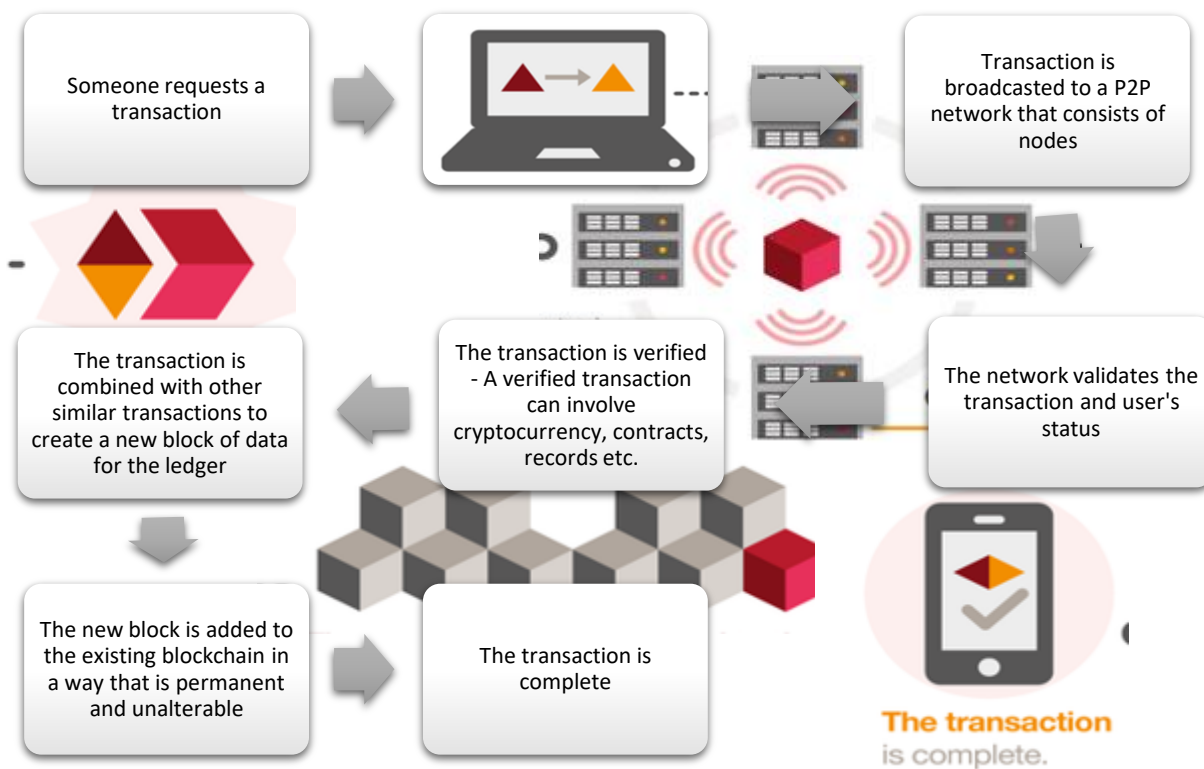 Someone requests a
transaction
Transaction is
broadcasted to a P2P
network that consists of
nodes
The network validates the
transaction and user's
status
The transaction is verified
- A verified transaction
can involve
cryptocurrency, contracts,
records etc.
The transaction is
combined with other
similar transactions to
create a new block of data
for the ledger
The new block is added to
the existing blockchain in
a way that is permanent
and unalterable
The transaction is
complete
The transaction
is complete.